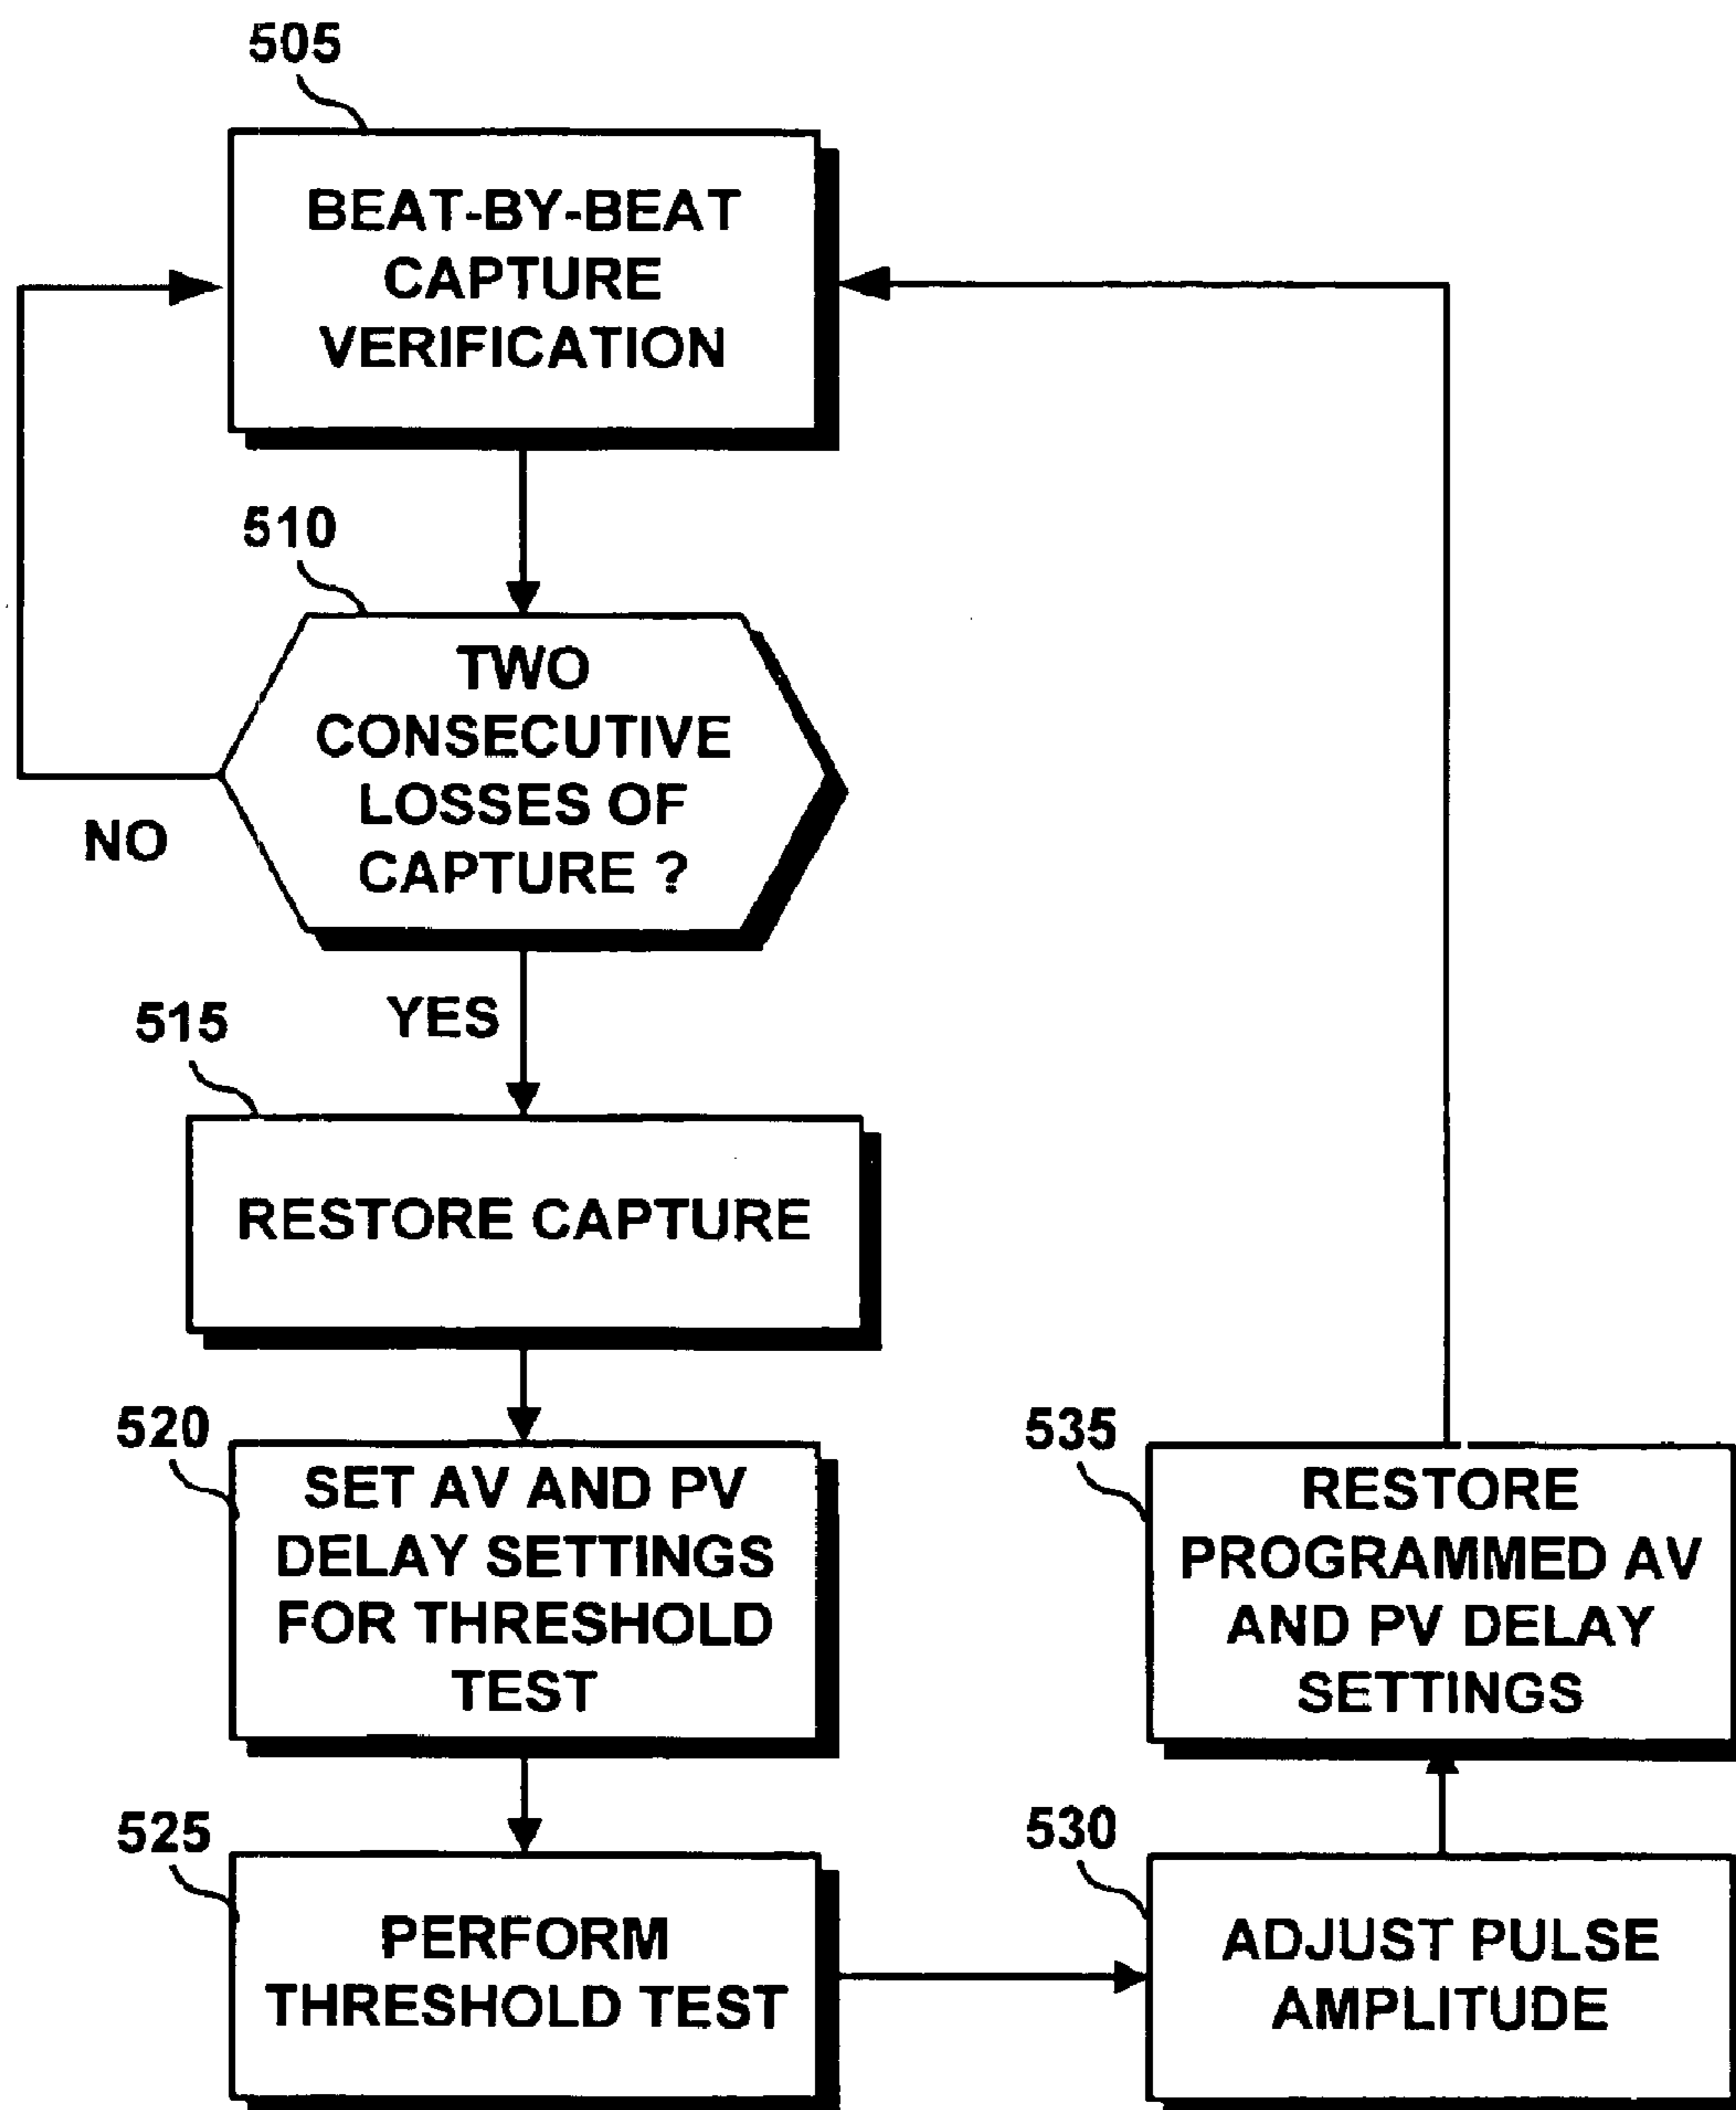 505
BEAT-BY-BEAT
CAPTURE
VERIFICATION
510
TWO
CONSECUTIVE
LOSSES OF
CAPTURE ?
NO
YES
515
RESTORE CAPTURE
520
SET AV AND PV
DELAY SETTINGS
FOR THRESHOLD
TEST
525
PERFORM
THRESHOLD TEST
530
ADJUST PULSE
AMPLITUDE
535
RESTORE
PROGRAMMED AV
AND PV DELAY
SETTINGS